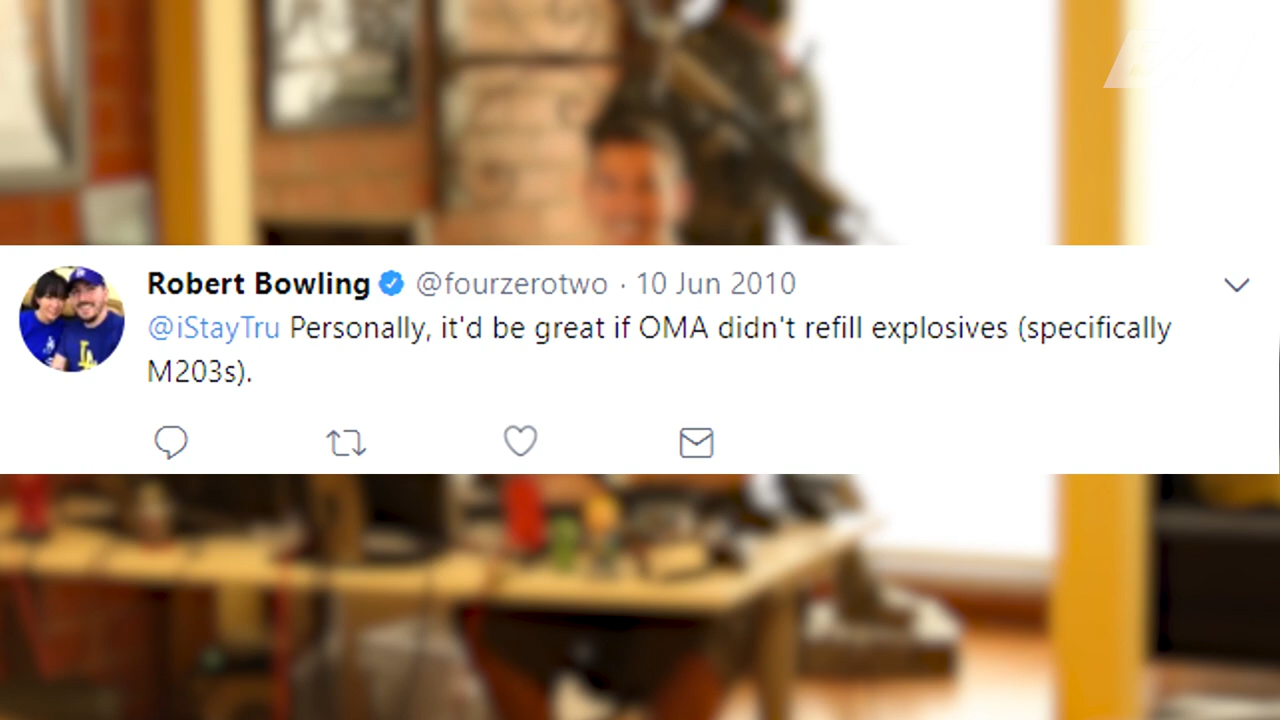 Robert Bowling @fourzerotwo · 10 Jun 2010
@iStayTru Personally, it'd be great if OMA didn't refill explosives (specifically
M203s).